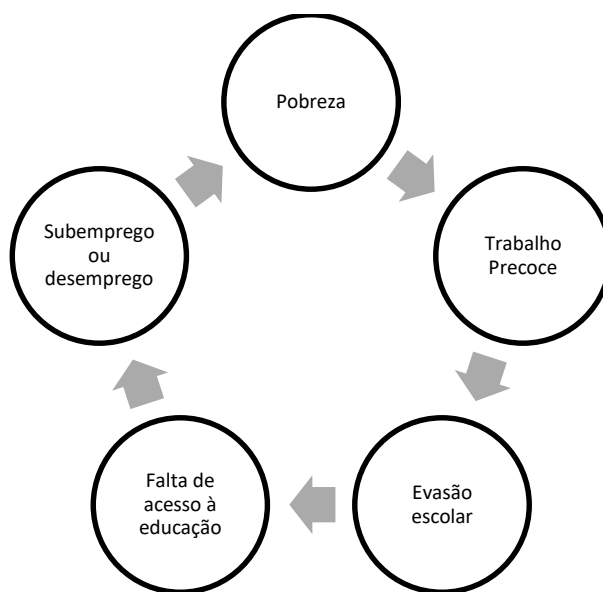 Pobreza
Trabalho
Precoce
Evasão
escolar
Falta de
acesso à
educação
Subemprego
ou
desemprego